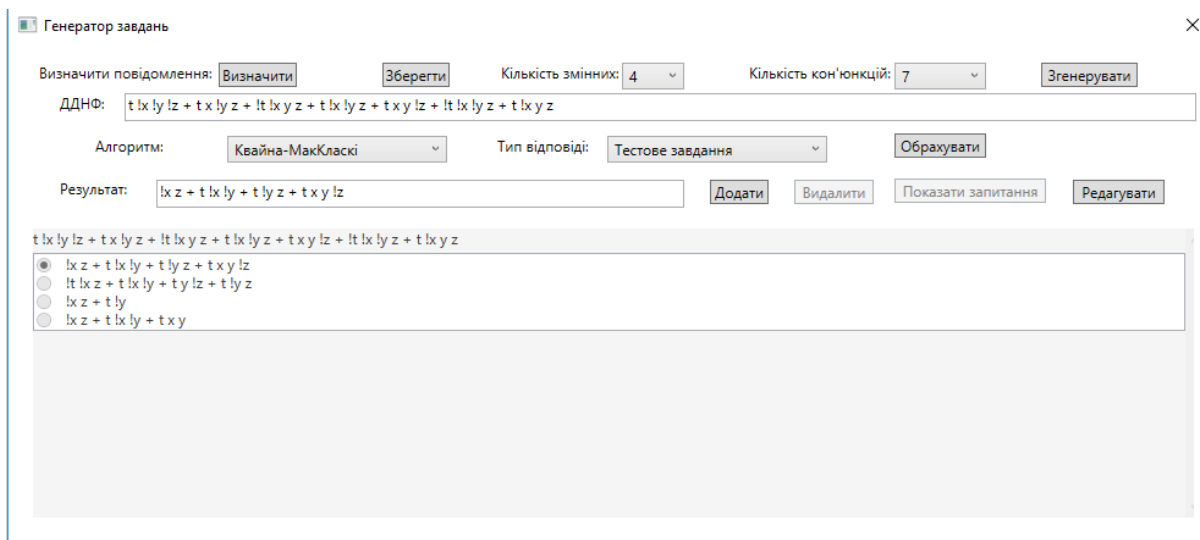 Генератор завдань
Визначити повідомлення: Визначити Зберегти Кількість змінних: 4 Кількість кон'юнкцій: 7 Згенерувати
ДДНФ: t !x !y !z + t x !y z + !t !x y z + t !x !y z + t x y !z + !t !x !y z + t !x y z
Алгоритм: Квайна-МакКласкі Тип відповіді: Тестове завдання Обрахувати
Результат: !x z + t !x !y + t !y z + t x y !z Додати Видалити Показати запитання Редагувати
t !x !y !z + t x !y z + !t !x y z + t !x !y z + t x y !z + !t !x !y z + t !x y z
!x z + t !x !y + t !y z + t x y !z
!t !x z + t !x !y + t y !z + t !y z
!x z + t !y
!x z + t !x !y + t x y